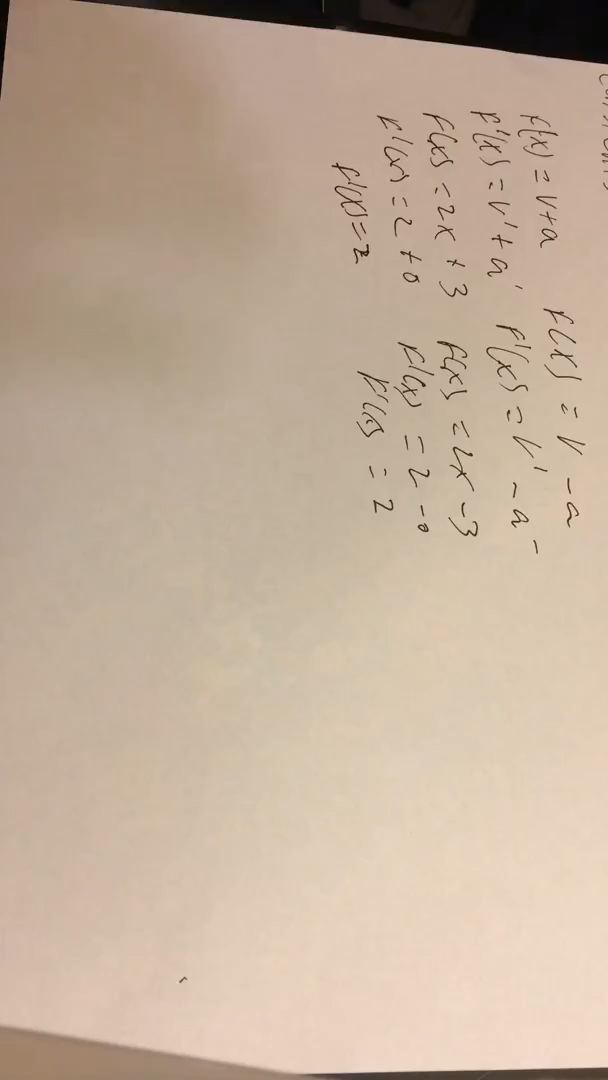 F(x) = v + a
F'(x) = v' + a'
F(x) = 2x + 3
F'(x) = 2 + 0
F'(x) = 2
F(x) = v - a
F'(x) = v' - a'
F(x) = 2x - 3
F'(x) = 2 - 0
F'(x) = 2